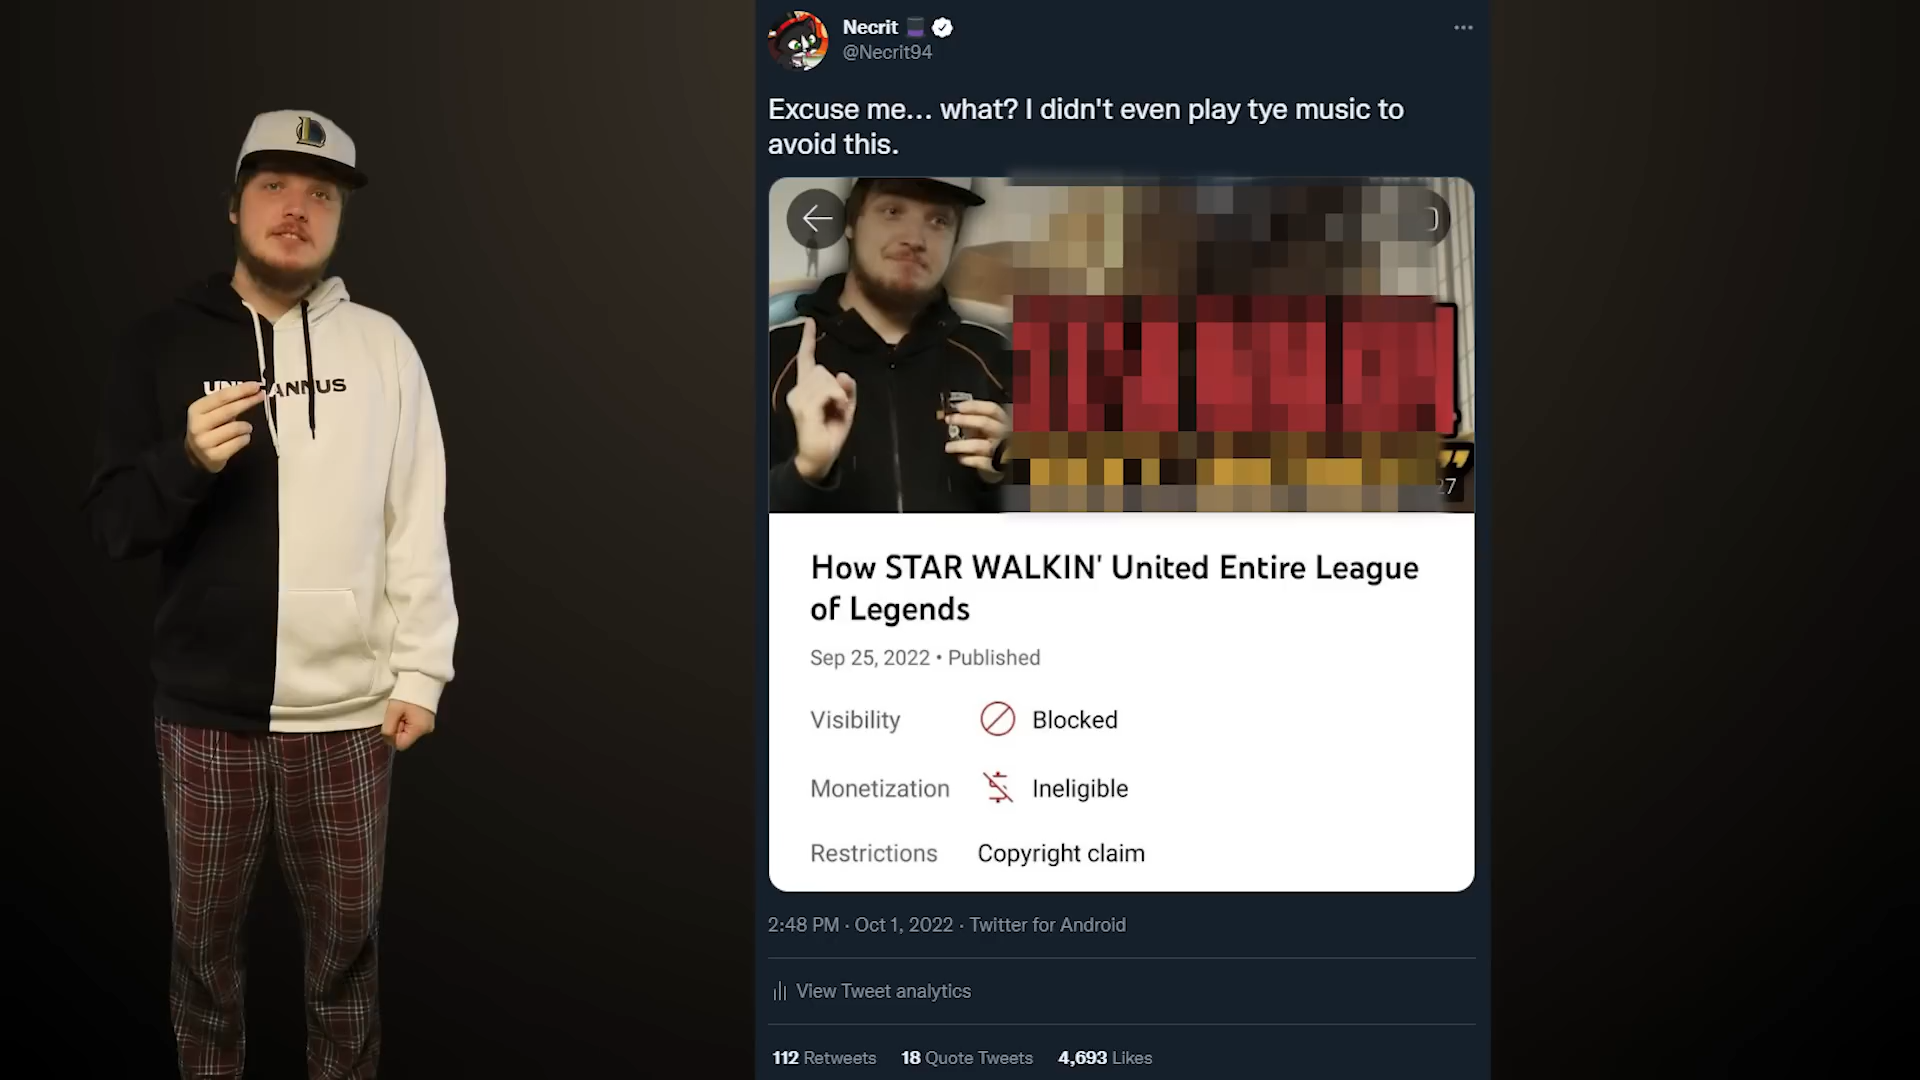 Necrit
@Necrit94
Excuse me... what? I didn't even play tye music to
avoid this.
How STAR WALKIN' United Entire League
of Legends
Sep 25, 2022 • Published
Visibility Blocked
Monetization Ineligible
Restrictions Copyright claim
2:48 PM · Oct 1, 2022 · Twitter for Android
View Tweet analytics
112 Retweets 18 Quote Tweets 4,693 Likes
ANNUS
27